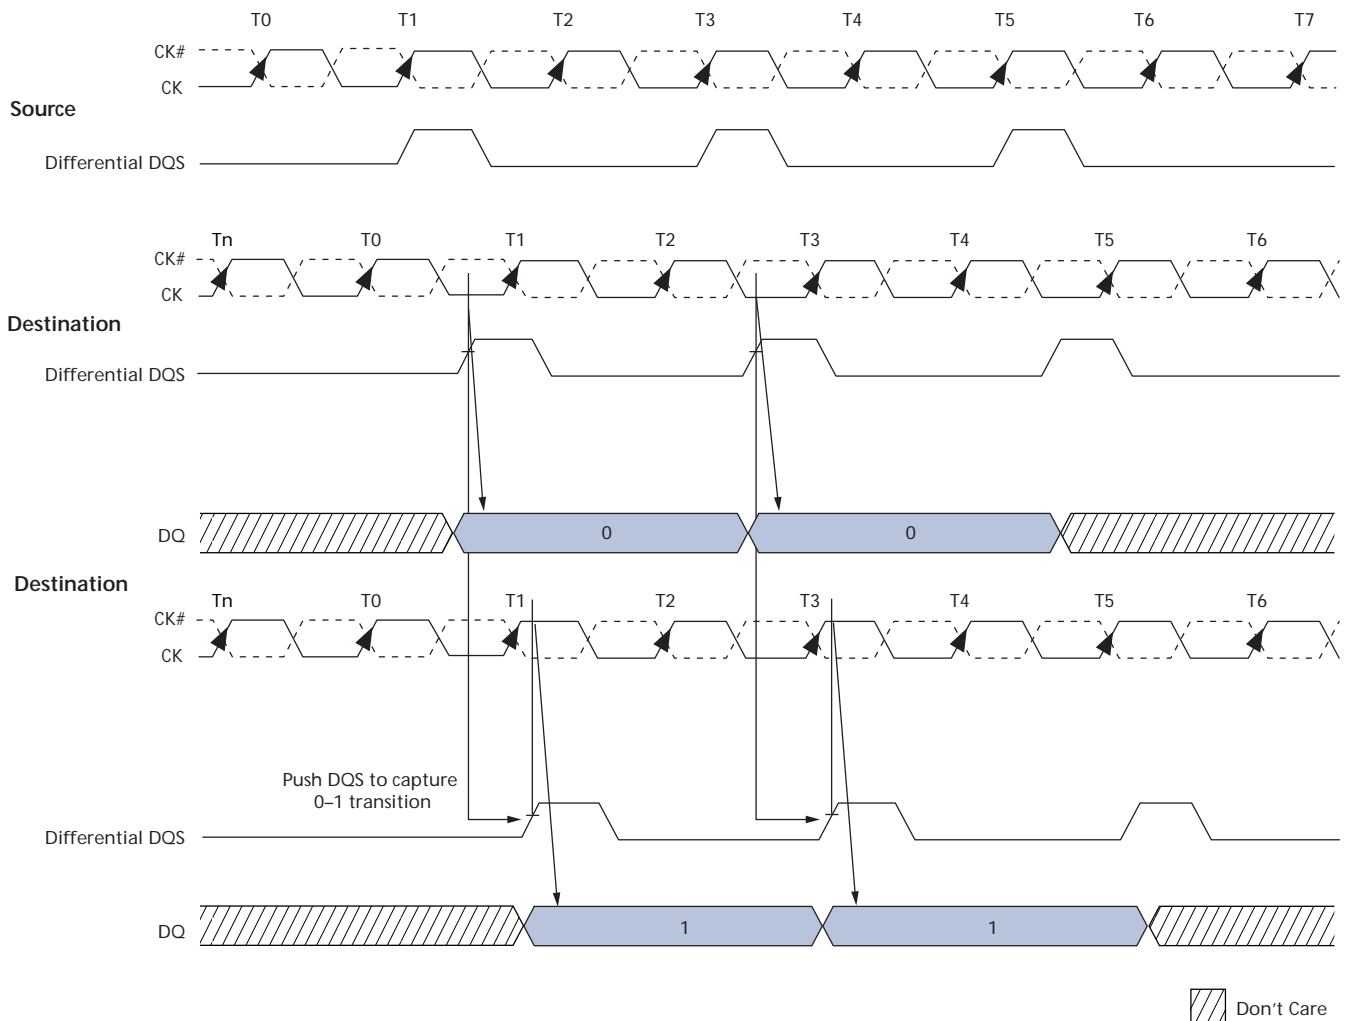 T0 T1 T2 T3 T4 T5 T6 T7
CK#
CK
Source
Differential DQS
Tn T0 T1 T2 T3 T4 T5 T6
CK#
CK
Destination
Differential DQS
DQ 0 0
Destination
Tn T0 T1 T2 T3 T4 T5 T6
CK#
CK
Push DQS to capture
0–1 transition
Differential DQS
DQ 1 1
Don't Care